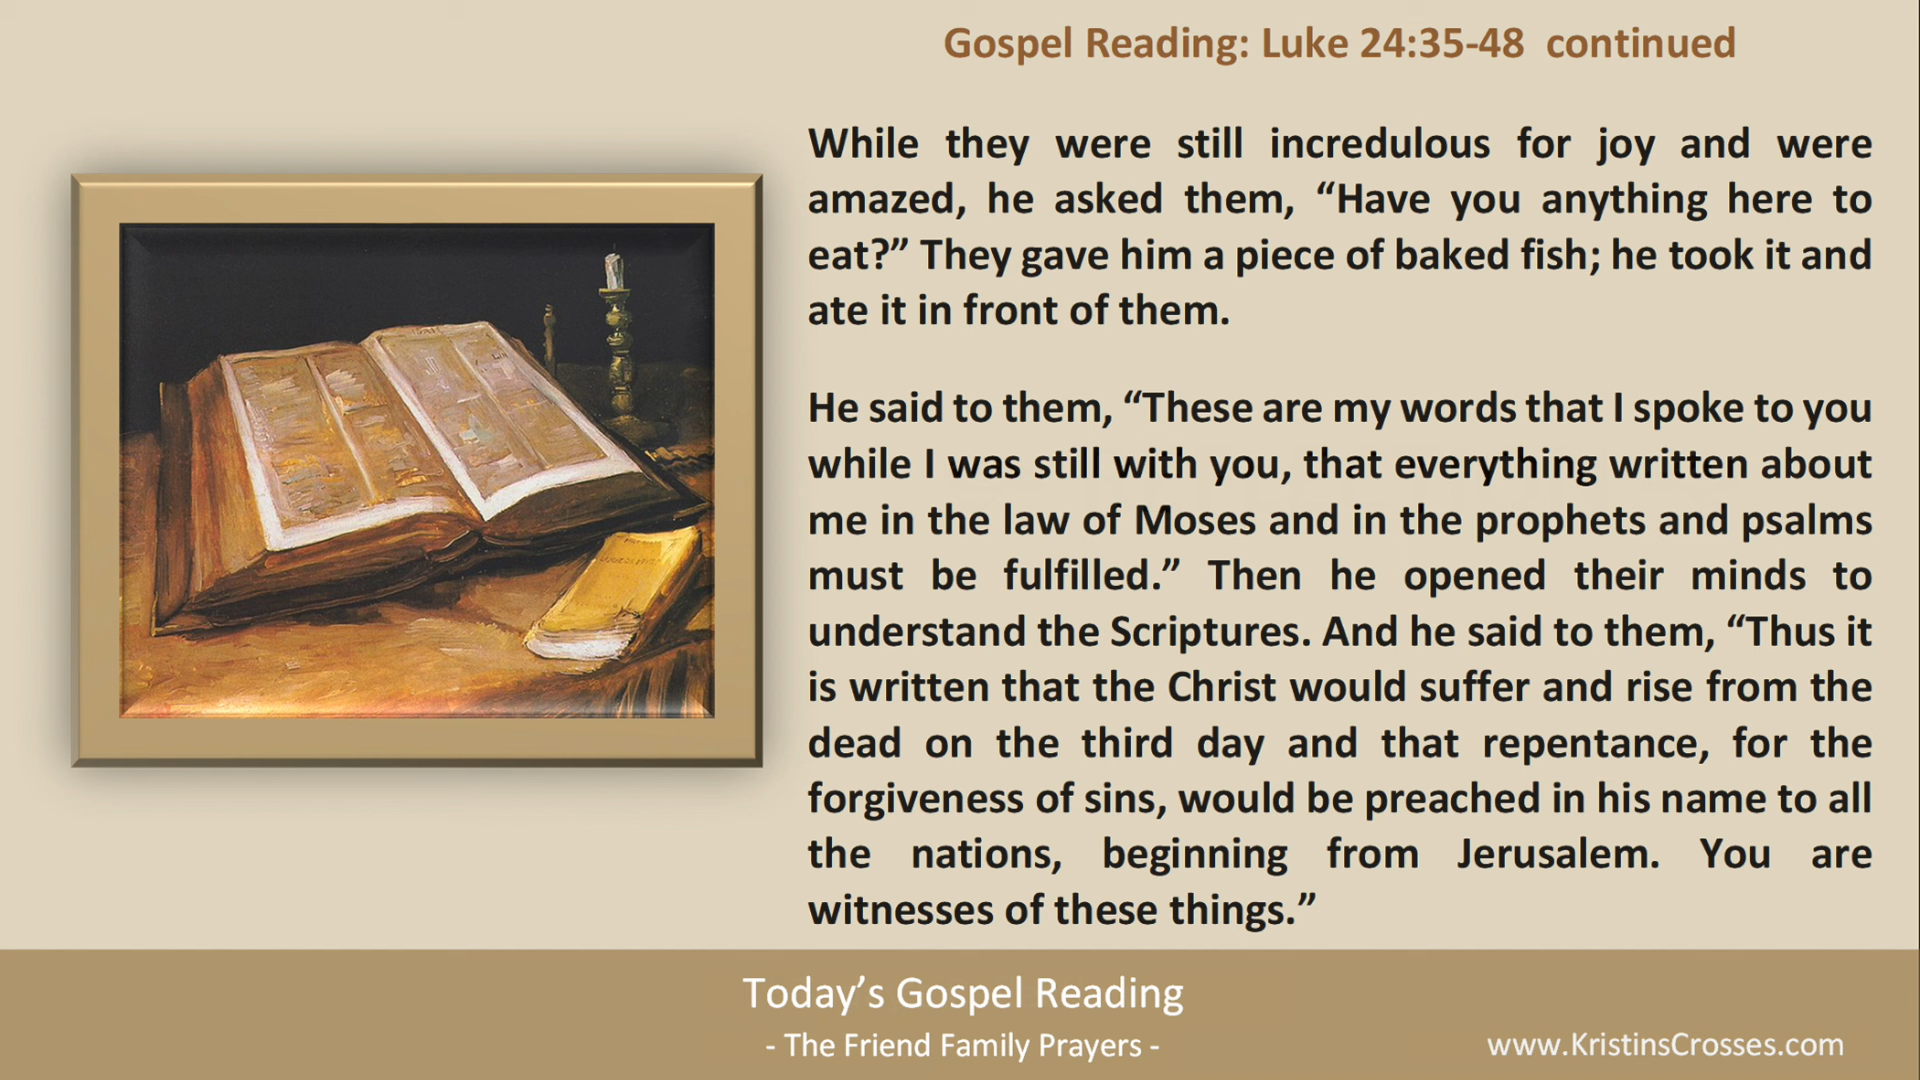 Gospel Reading: Luke 24:35-48 continued
While they were still incredulous for joy and were
amazed, he asked them, “Have you anything here to
eat?” They gave him a piece of baked fish; he took it and
ate it in front of them.
He said to them, “These are my words that I spoke to you
while I was still with you, that everything written about
me in the law of Moses and in the prophets and psalms
must be fulfilled.” Then he opened their minds to
understand the Scriptures. And he said to them, “Thus it
is written that the Christ would suffer and rise from the
dead on the third day and that repentance, for the
forgiveness of sins, would be preached in his name to all
the nations, beginning from Jerusalem. You are
witnesses of these things.”
Today’s Gospel Reading
- The Friend Family Prayers -
www.KristinsCrosses.com